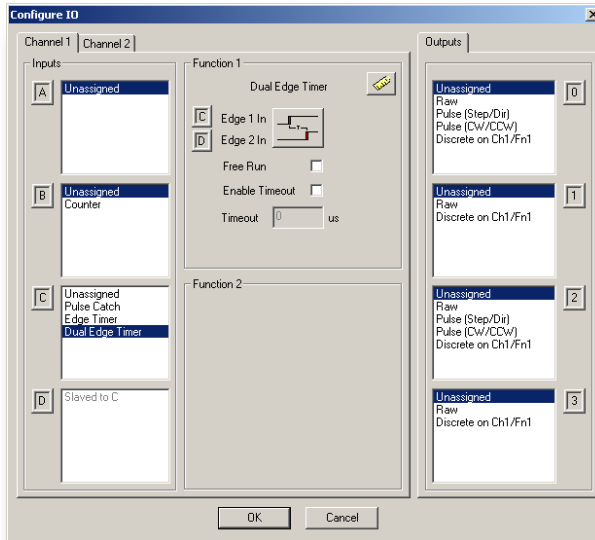 Configure IO
Channel 1
Channel 2
Inputs
A
Unassigned
B
Unassigned
Counter
C
Unassigned
Pulse Catch
Edge Timer
Dual Edge Timer
D
Slaved to C
Function 1
Dual Edge Timer
C
Edge 1 In
D
Edge 2 In
T
Free Run
Enable Timeout
Timeout
0
us
Function 2
Outputs
Unassigned
Raw
Pulse (Step/Dir)
Pulse (CW/CCW)
Discrete on Ch1/Fn1
0
Unassigned
Raw
Discrete on Ch1/Fn1
1
Unassigned
Raw
Pulse (Step/Dir)
Pulse (CW/CCW)
Discrete on Ch1/Fn1
2
Unassigned
Raw
Discrete on Ch1/Fn1
3
OK
Cancel